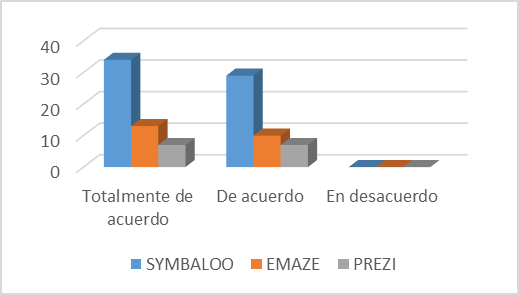 40
30
20
10
0
Totalmente de
acuerdo
De acuerdo
En desacuerdo
SYMBALOO
EMAZE
PREZI